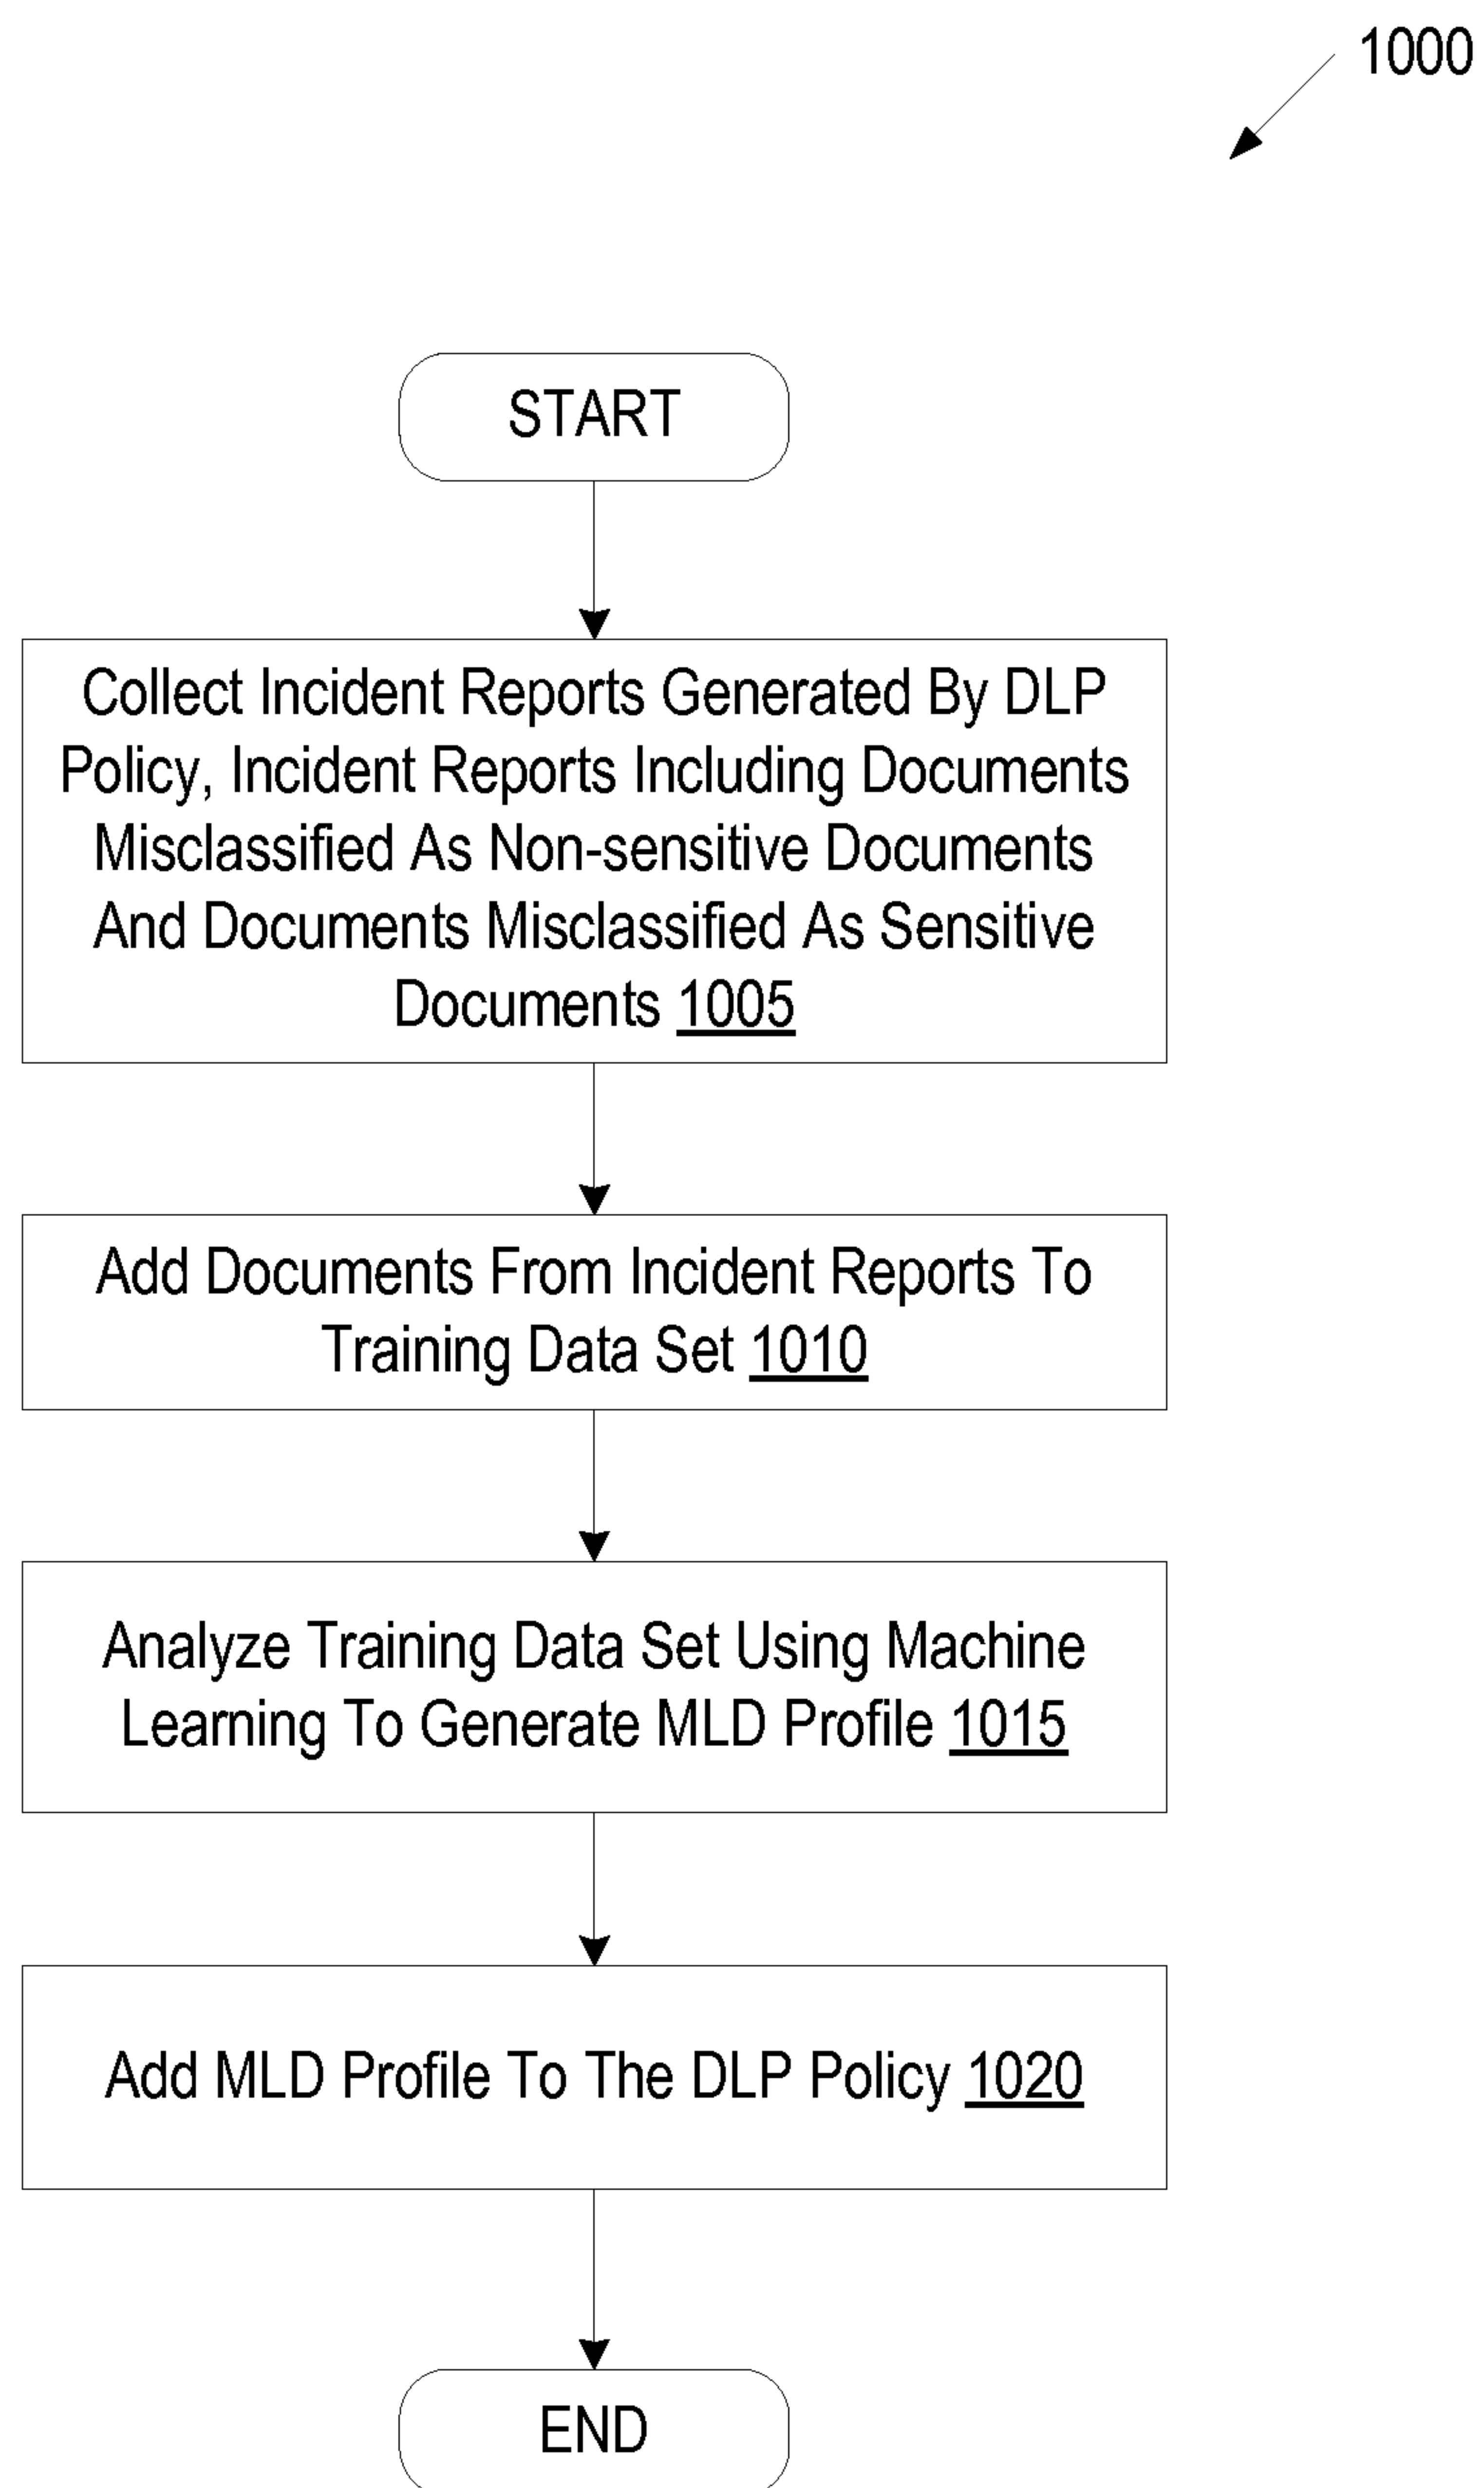 1000
START
Collect Incident Reports Generated By DLP
Policy, Incident Reports Including Documents
Misclassified As Non-sensitive Documents
And Documents Misclassified As Sensitive
Documents 1005
Add Documents From Incident Reports To
Training Data Set 1010
Analyze Training Data Set Using Machine
Learning To Generate MLD Profile 1015
Add MLD Profile To The DLP Policy 1020
END